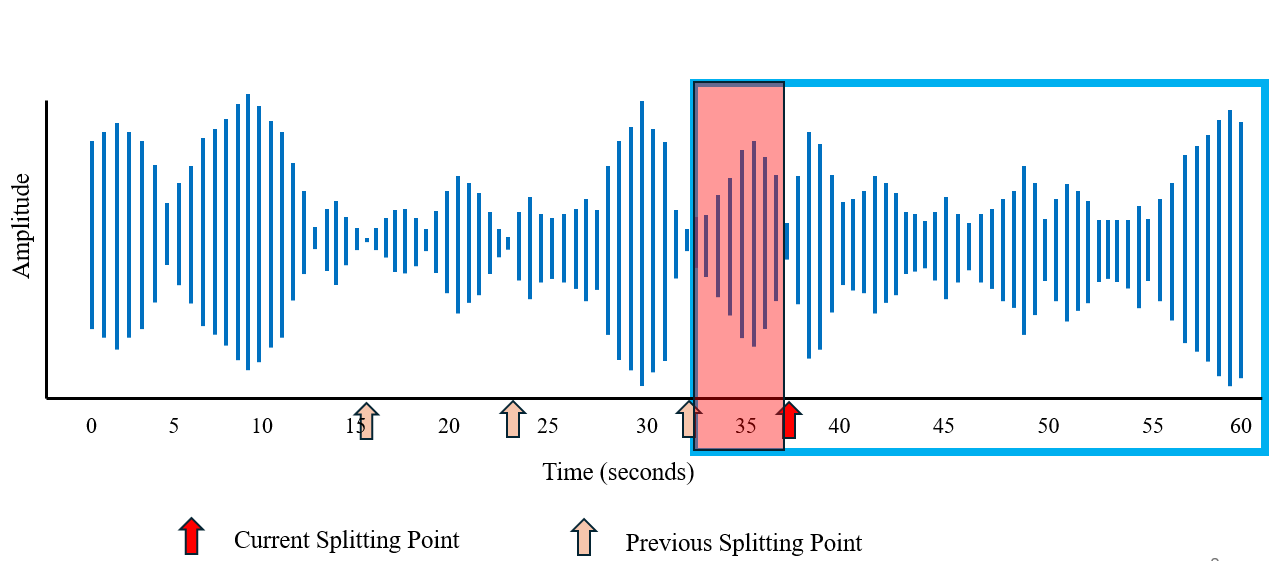 Amplitude
0 5 10 15 20 25 30 35 40 45 50 55 60
Time (seconds)
Current Splitting Point
Previous Splitting Point